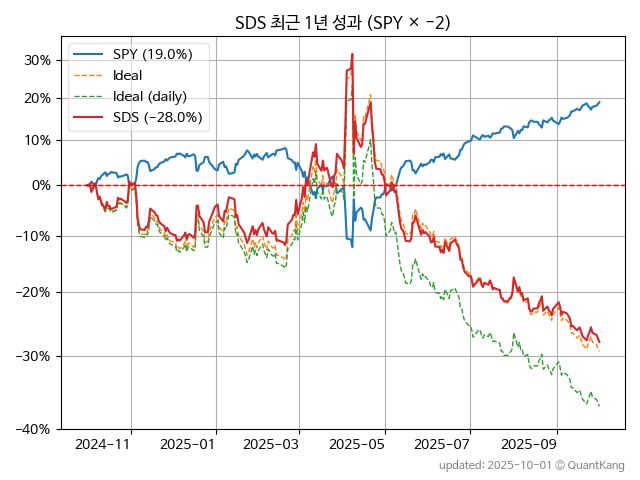 SDS 최근 1년 성과 (SPY × −2)
SPY (19.0%)
Ideal
Ideal (daily)
SDS (−28.0%)
30%
20%
10%
0%
−10%
−20%
−30%
−40%
2024−11 2025−01 2025−03 2025−05 2025−07 2025−09
updated: 2025-10-01 © QuantKang